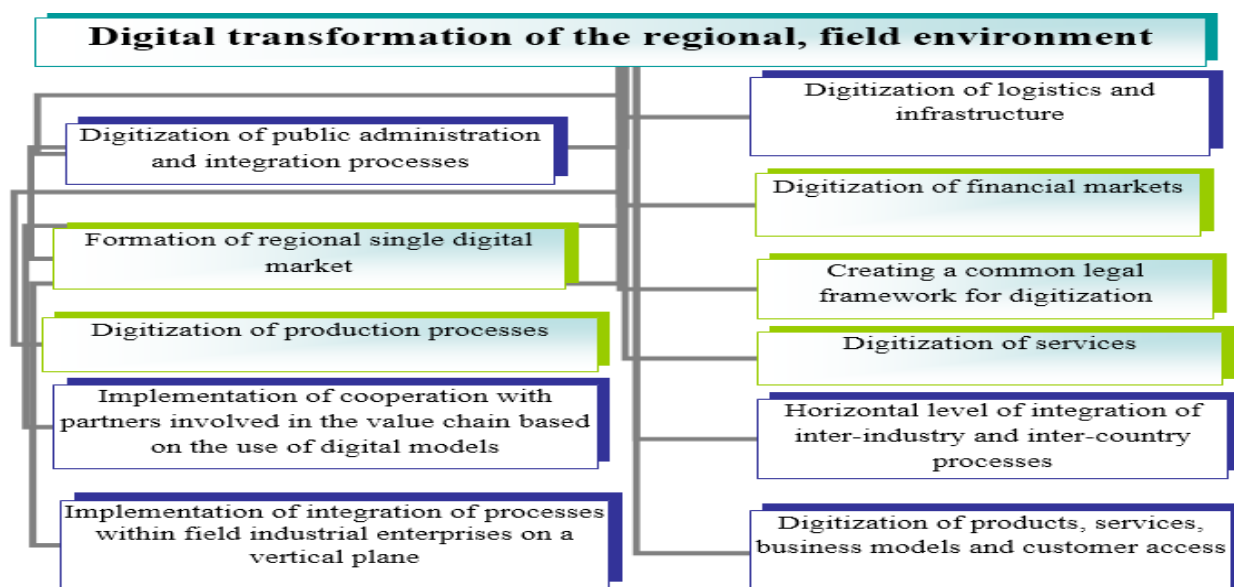 Digital transformation of the regional, field environment
Digitization of public administration
and integration processes
Formation of regional single digital
market
Digitization of production processes
Implementation of cooperation with
partners involved in the value chain based
on the use of digital models
Implementation of integration of processes
within field industrial enterprises on a
vertical plane
Digitization of logistics and
infrastructure
Digitization of financial markets
Creating a common legal
framework for digitization
Digitization of services
Horizontal level of integration of
inter-industry and inter-country
processes
Digitization of products, services,
business models and customer access